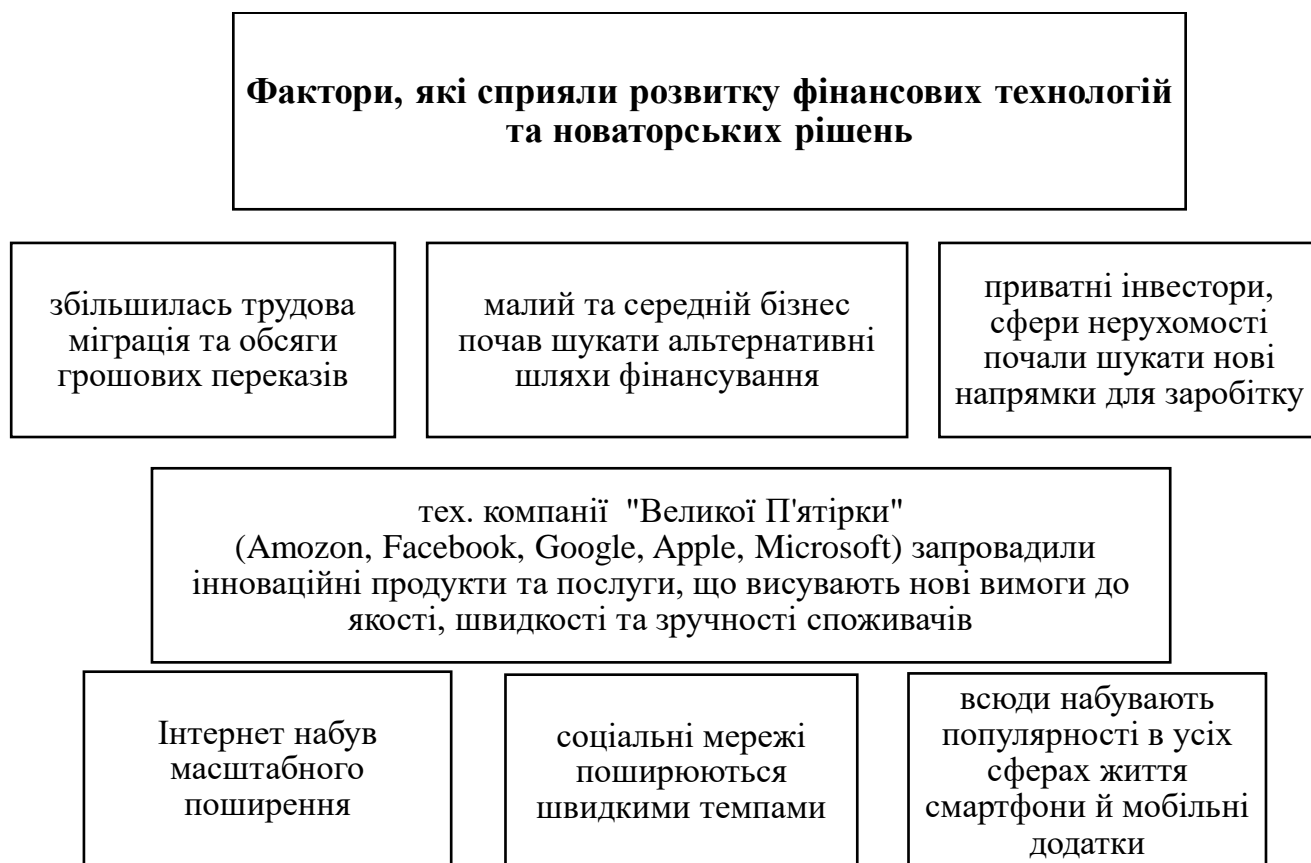 Фактори, які сприяли розвитку фінансових технологій
та новаторських рішень
збільшилась трудова
міграція та обсяги
грошових переказів
малий та середній бізнес
почав шукати альтернативні
шляхи фінансування
приватні інвестори,
сфери нерухомості
почали шукати нові
напрямки для заробітку
тех. компанії  "Великої П'ятірки"
(Amozon, Facebook, Google, Apple, Microsoft) запровадили
інноваційні продукти та послуги, що висувають нові вимоги до
якості, швидкості та зручності споживачів
Інтернет набув
масштабного
поширення
соціальні мережі
поширюються
швидкими темпами
всюди набувають
популярності в усіх
сферах життя
смартфони й мобільні
додатки